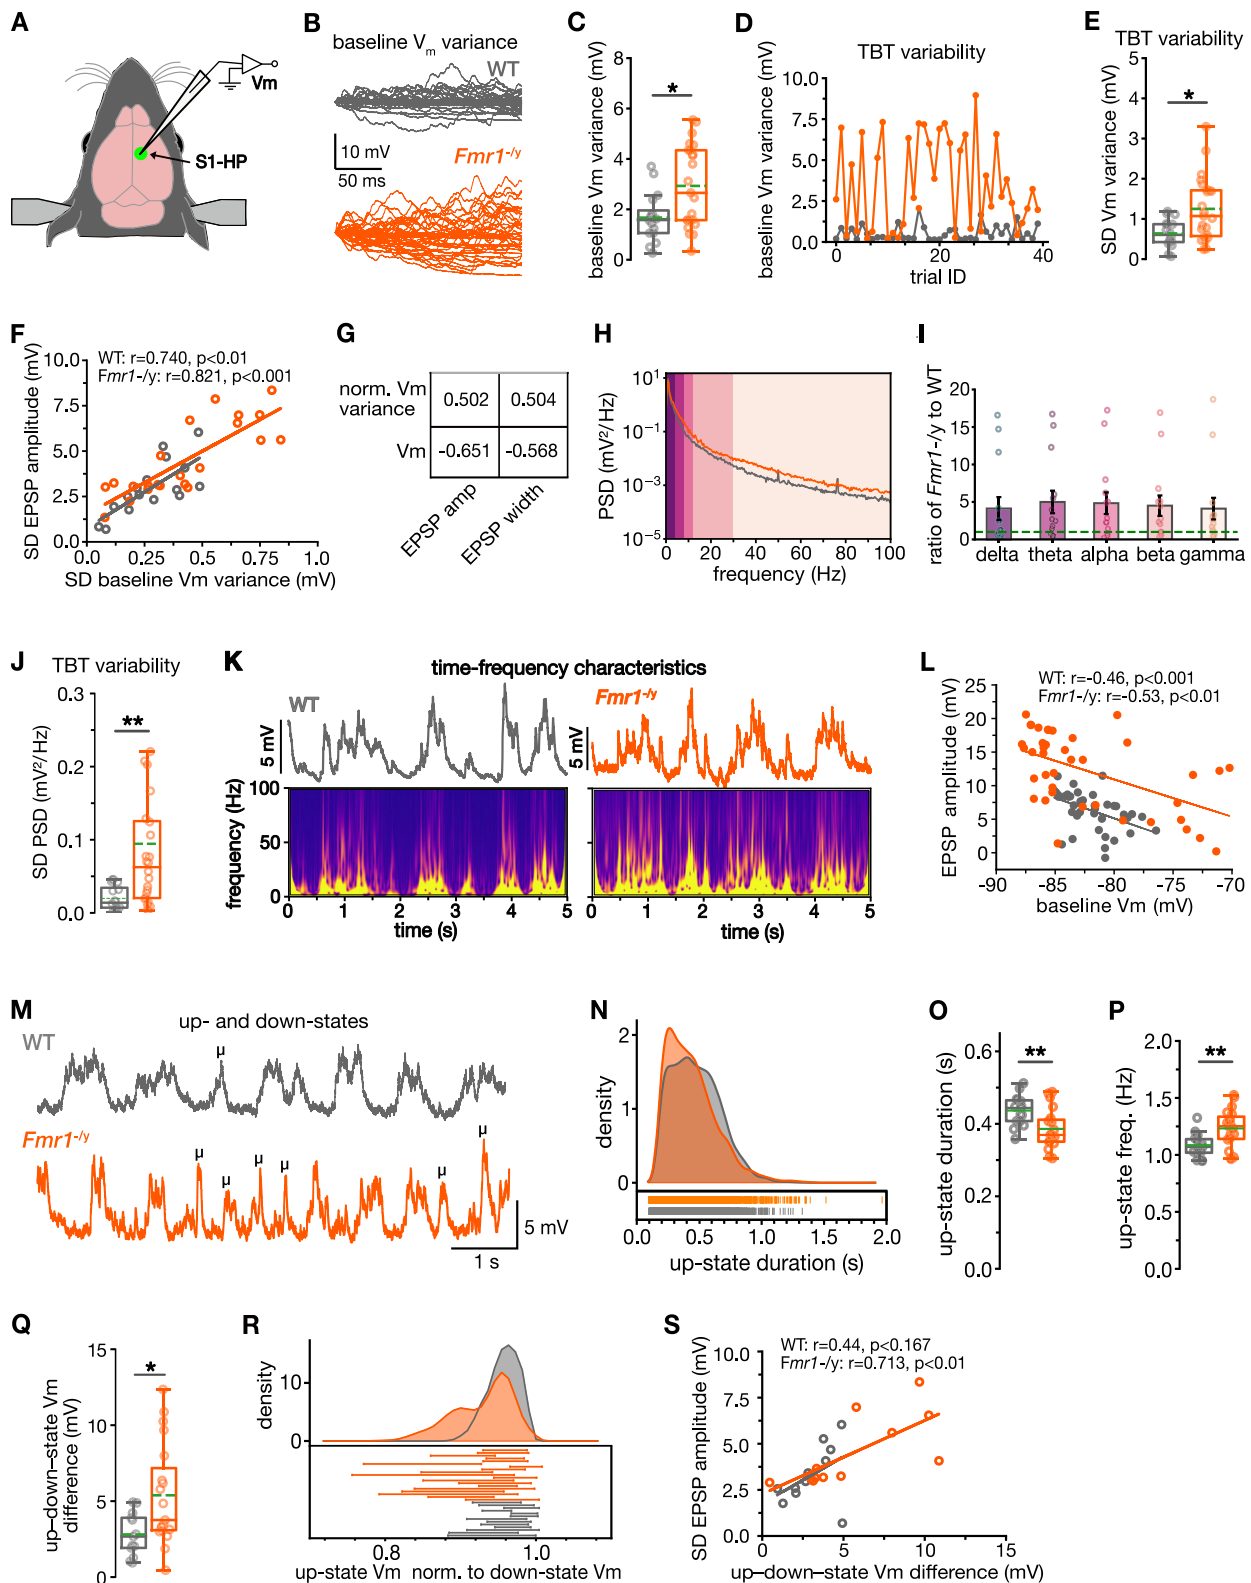 A
Vm
S1-HP
B
baseline Vm variance
WT
10 mV
50 ms
Fmr1-/y
C
baseline Vm variance (mV)
8
6
4
2
0
*
D
TBT variability
baseline Vm variance (mV)
10.0
7.5
5.0
2.5
0.0
0
20
40
trial ID
E
TBT variability
SD Vm variance (mV)
5
4
3
2
1
0
*
F
WT: r=0.740, p<0.01
Fmr1-/y: r=0.821, p<0.001
SD EPSP amplitude (mV)
10.0
7.5
5.0
2.5
0.0
0.0
0.25
0.50
0.75
1.0
SD baseline Vm variance (mV)
G
norm. Vm
variance
0.502
0.504
Vm
-0.651
-0.568
EPSP amp
EPSP width
H
PSD (mV²/Hz)
10¹
10⁻¹
10⁻³
10⁻⁵
0
20
40
60
80
100
frequency (Hz)
I
ratio of Fmr1-/y to WT
20
15
10
5
0
delta
theta
alpha
beta
gamma
J
TBT variability
SD PSD (mV²/Hz)
0.3
0.2
0.1
0.0
**
K
time-frequency characteristics
WT
5 mV
Fmr1-/y
5 mV
frequency (Hz)
100
50
0
0
1
2
3
4
5
time (s)
0
1
2
3
4
5
time (s)
L
WT: r=-0.46, p<0.001
Fmr1-/y: r=-0.53, p<0.01
EPSP amplitude (mV)
25
20
15
10
5
0
-90
-85
-80
-75
-70
baseline Vm (mV)
M
up- and down-states
WT
µ
Fmr1-/y
µ
µ
µ
µ
µ
µ
5 mV
1 s
N
density
2
1
0
0.0
0.5
1.0
1.5
2.0
up-state duration (s)
O
up-state duration (s)
0.6
0.4
0.2
0.0
**
P
up-state freq. (Hz)
2.0
1.5
1.0
0.5
0.0
**
Q
up–down–state Vm
difference (mV)
15
10
5
0
*
R
density
10
0
0.8
1.0
up-state Vm norm. to down-state Vm
S
WT: r=0.44, p<0.167
Fmr1-/y: r=0.713, p<0.01
SD EPSP amplitude (mV)
10.0
7.5
5.0
2.5
0.0
0
5
10
15
up–down–state Vm difference (mV)